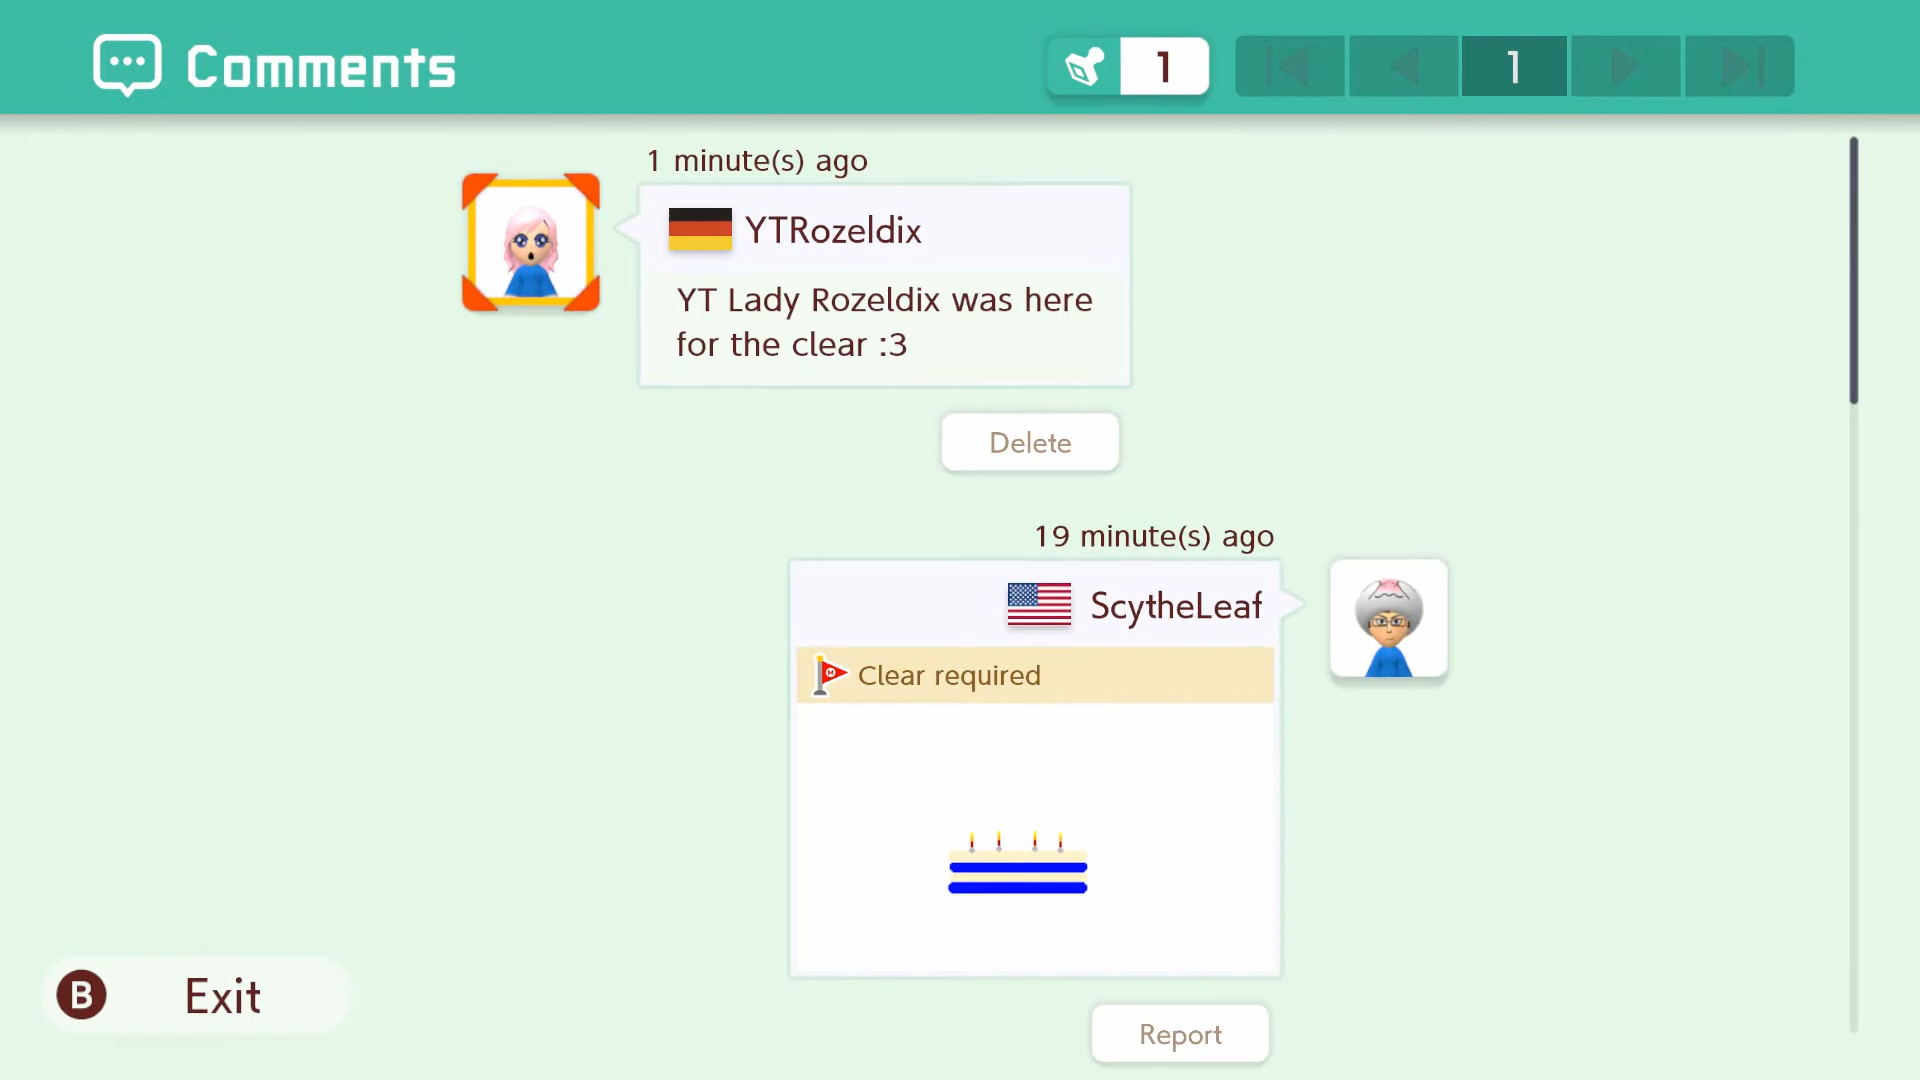 Comments
1
1
1 minute(s) ago
YTRozeldix
YT Lady Rozeldix was here
for the clear :3
Delete
19 minute(s) ago
ScytheLeaf
M
Clear required
B Exit
Report